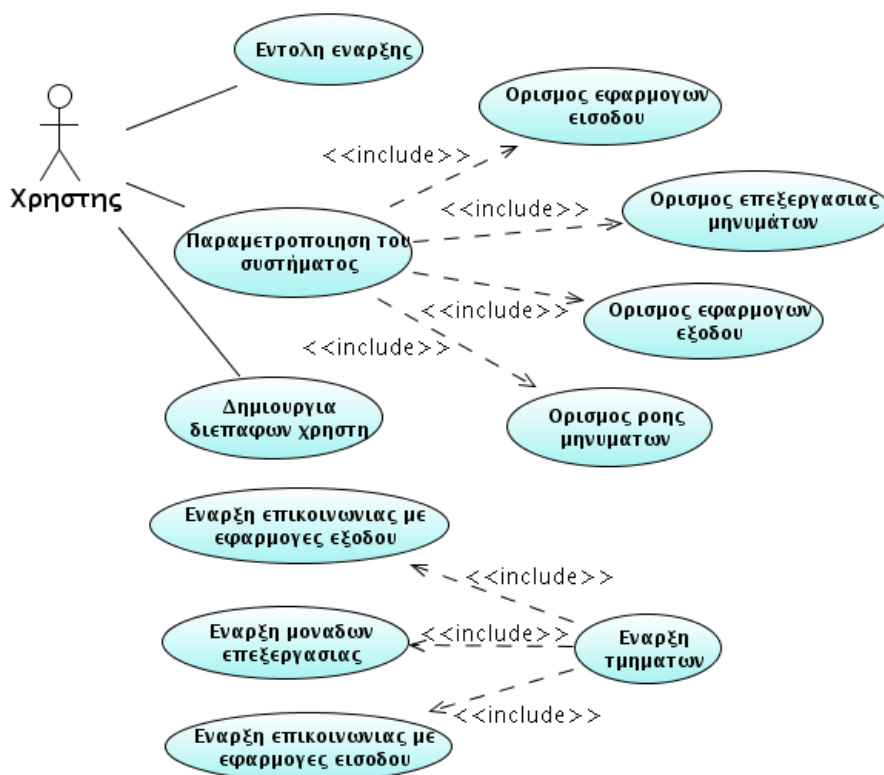 Εντολη εναρξης
Ορισμος εφαρμογων
εισοδου
<<include>>
Χρηστης
<<include>>
Ορισμος επεξεργασιας
μηνυμάτων
Παραμετροποιηση του
συστήματος
<<include>>
Ορισμος εφαρμογων
εξοδου
<<include>>
Δημιουργια
διεπαφων χρηστη
Ορισμος ροης
μηνυματων
Εναρξη επικοινωνιας με
εφαρμογες εξοδου
<<include>>
Εναρξη μοναδων
επεξεργασιας
<<include>>
Εναρξη
τμηματων
<<include>>
Εναρξη επικοινωνιας με
εφαρμογες εισοδου